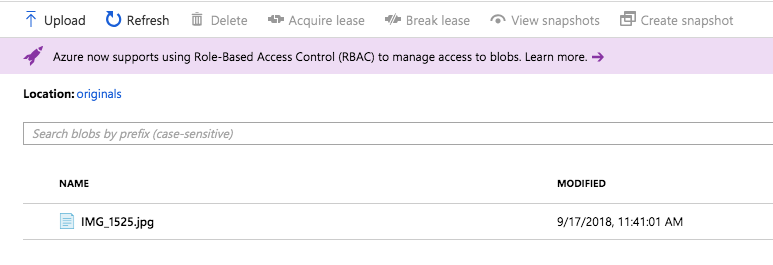 Upload Refresh Delete Acquire lease Break lease View snapshots Create snapshot
Azure now supports using Role-Based Access Control (RBAC) to manage access to blobs. Learn more. →
Location: originals
Search blobs by prefix (case-sensitive)
NAME MODIFIED
IMG_1525.jpg 9/17/2018, 11:41:01 AM